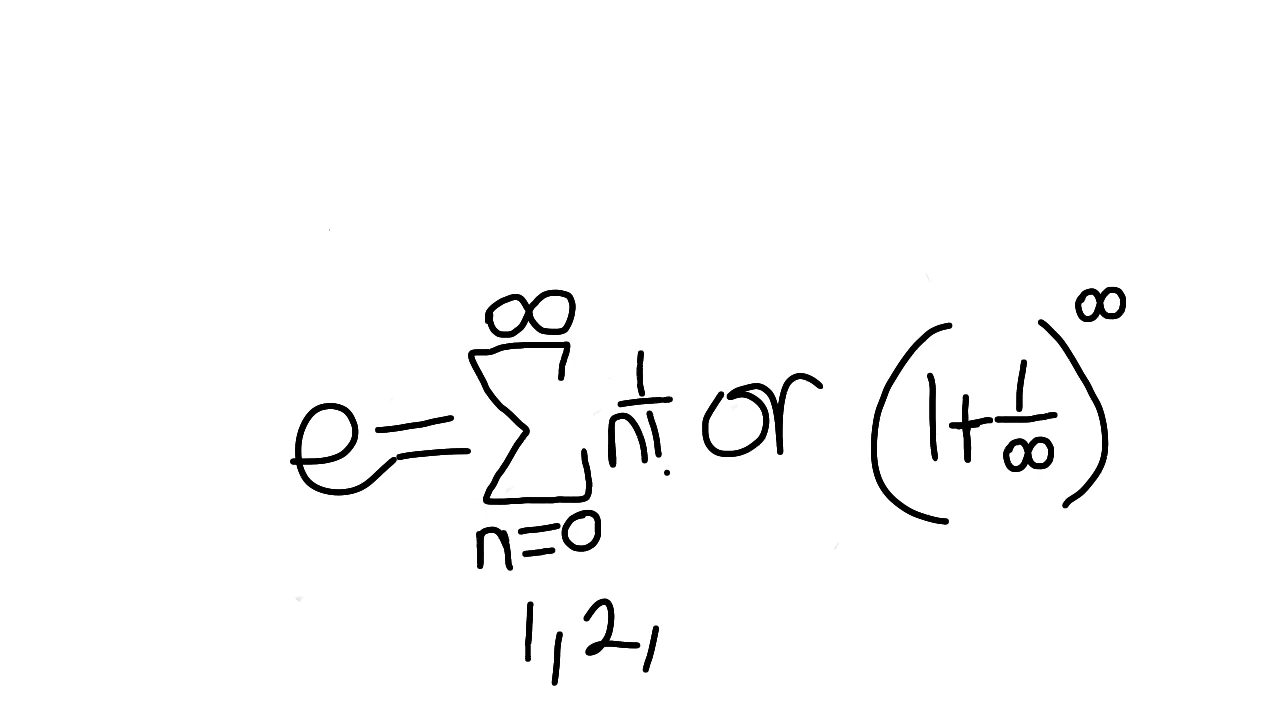 e = ∞ Σ n=0 1/n! or (1 + 1/∞)^∞
1, 2,